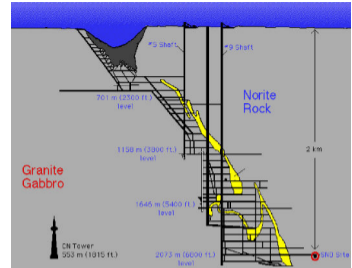 #5 Shaft
#9 Shaft
Norite
Rock
701 m (2300 ft.)
level
2 km
1158 m (3800 ft.)
level
Granite
Gabbro
1646 m (5400 ft.)
level
CN Tower
553 m (1815 ft.)
2073 m (6800 ft.)
level
SNO Site